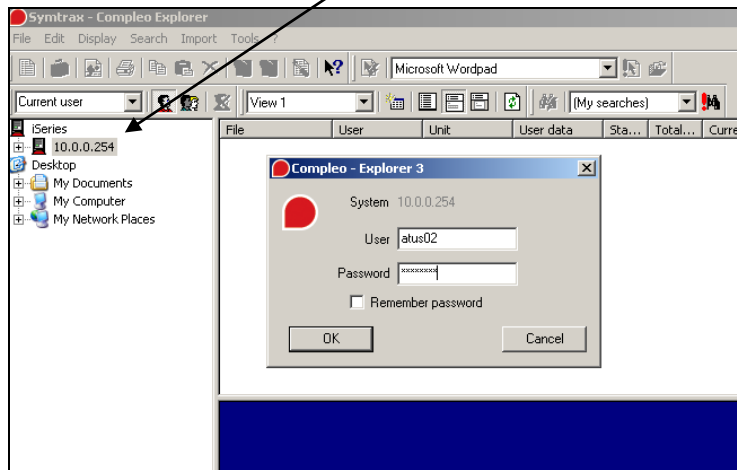 Symtrax - Compleo Explorer
File Edit Display Search Import Tools ?
Microsoft Wordpad
Current user View 1 (My searches)
iSeries
10.0.0.254
Desktop
My Documents
My Computer
My Network Places
File User Unit User data Sta... Total... Curre
Compleo - Explorer 3
System 10.0.0.254
User atus02
Password ××××××××
Remember password
OK Cancel